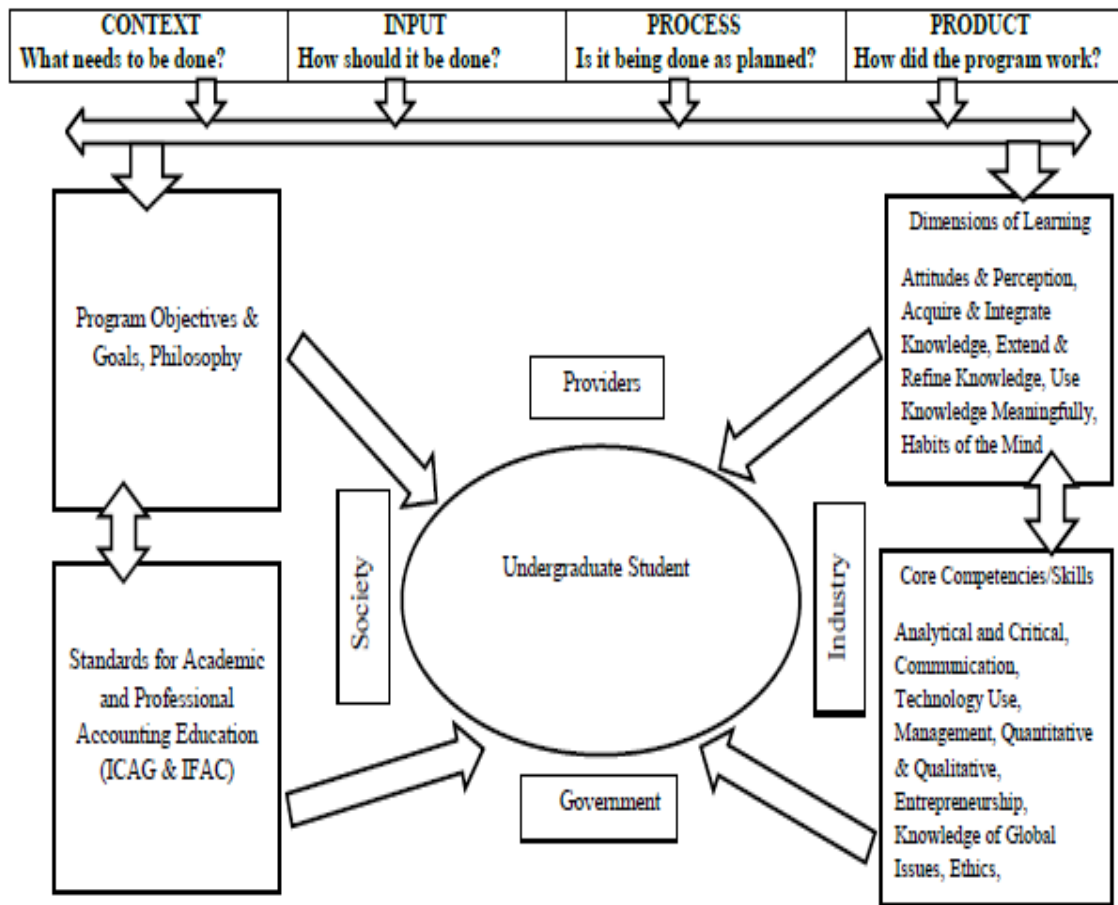 CONTEXT
What needs to be done?
INPUT
How should it be done?
PROCESS
Is it being done as planned?
PRODUCT
How did the program work?
Program Objectives &
Goals, Philosophy
Dimensions of Learning
Attitudes & Perception,
Acquire & Integrate
Knowledge, Extend &
Refine Knowledge, Use
Knowledge Meaningfully,
Habits of the Mind
Providers
Society
Undergraduate Student
Industry
Government
Standards for Academic
and Professional
Accounting Education
(ICAG & IFAC)
Core Competencies/Skills
Analytical and Critical,
Communication,
Technology Use,
Management, Quantitative
& Qualitative,
Entrepreneurship,
Knowledge of Global
Issues, Ethics,